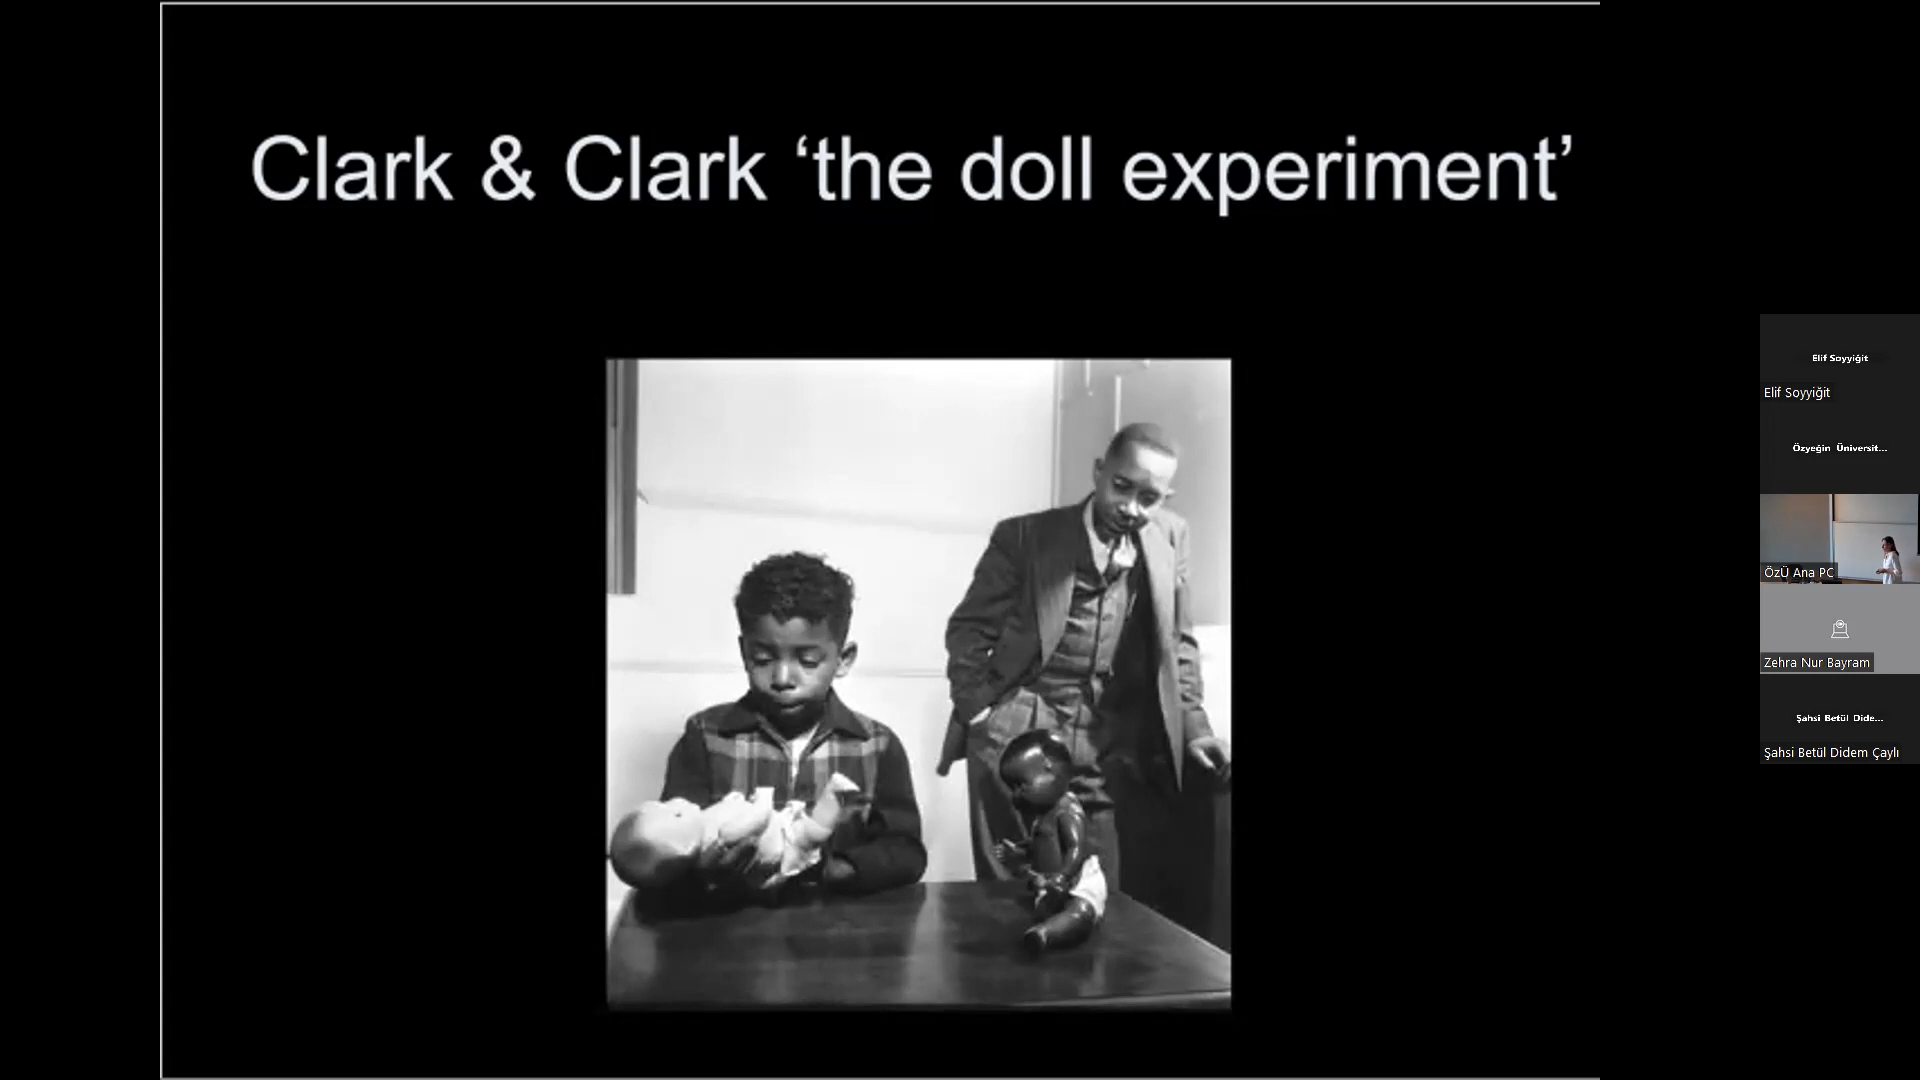 Clark & Clark ‘the doll experiment’
Elif Soyyiğit
Elif Soyyiğit
Özyeğin Üniversit...
ÖzÜ Ana PC
Zehra Nur Bayram
Şahsi Betül Dide...
Şahsi Betül Didem Çaylı